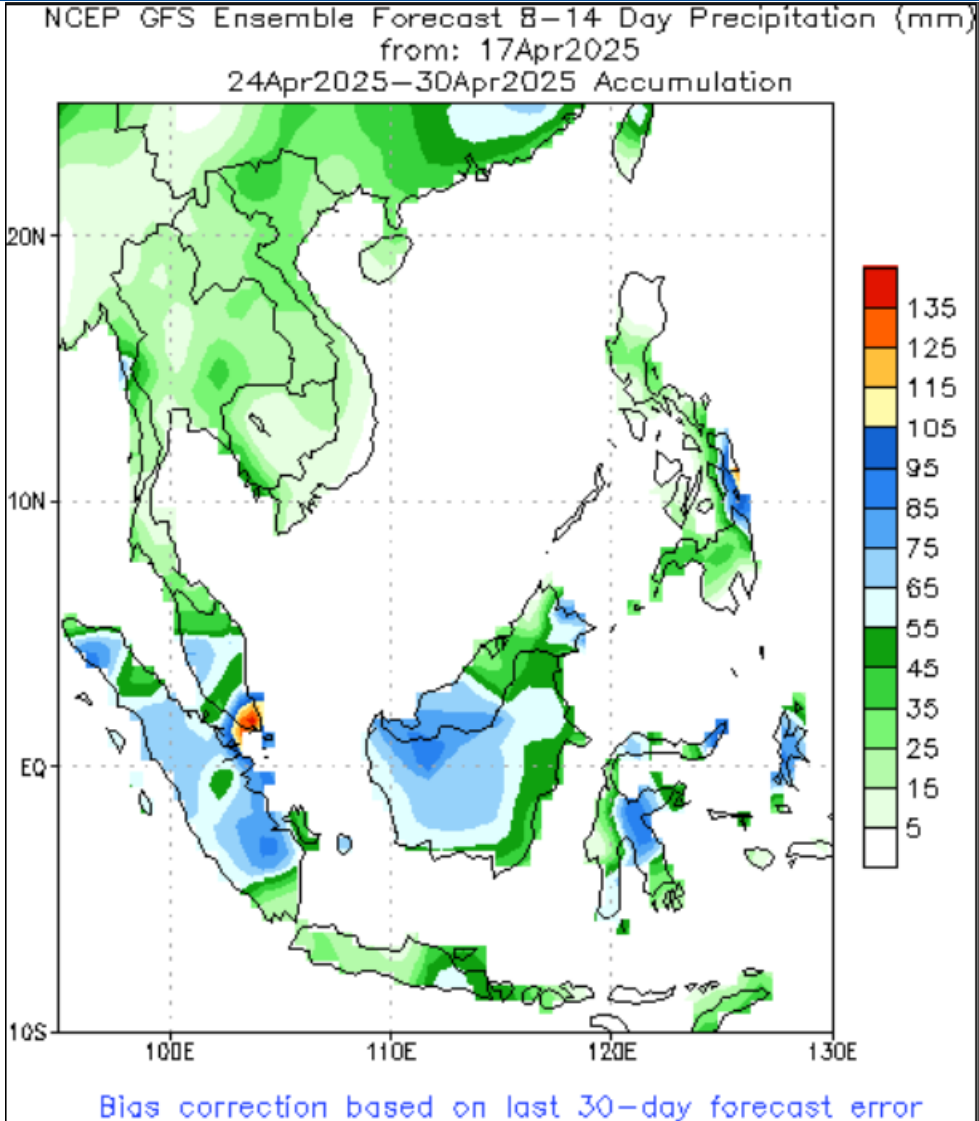 NCEP GFS Ensemble Forecast 8-14 Day Precipitation (mm)
from: 17Apr2025
24Apr2025-30Apr2025 Accumulation
20N
10N
EQ
10S
100E
110E
120E
130E
135
125
115
105
95
85
75
65
55
45
35
25
15
5
Bias correction based on last 30-day forecast error